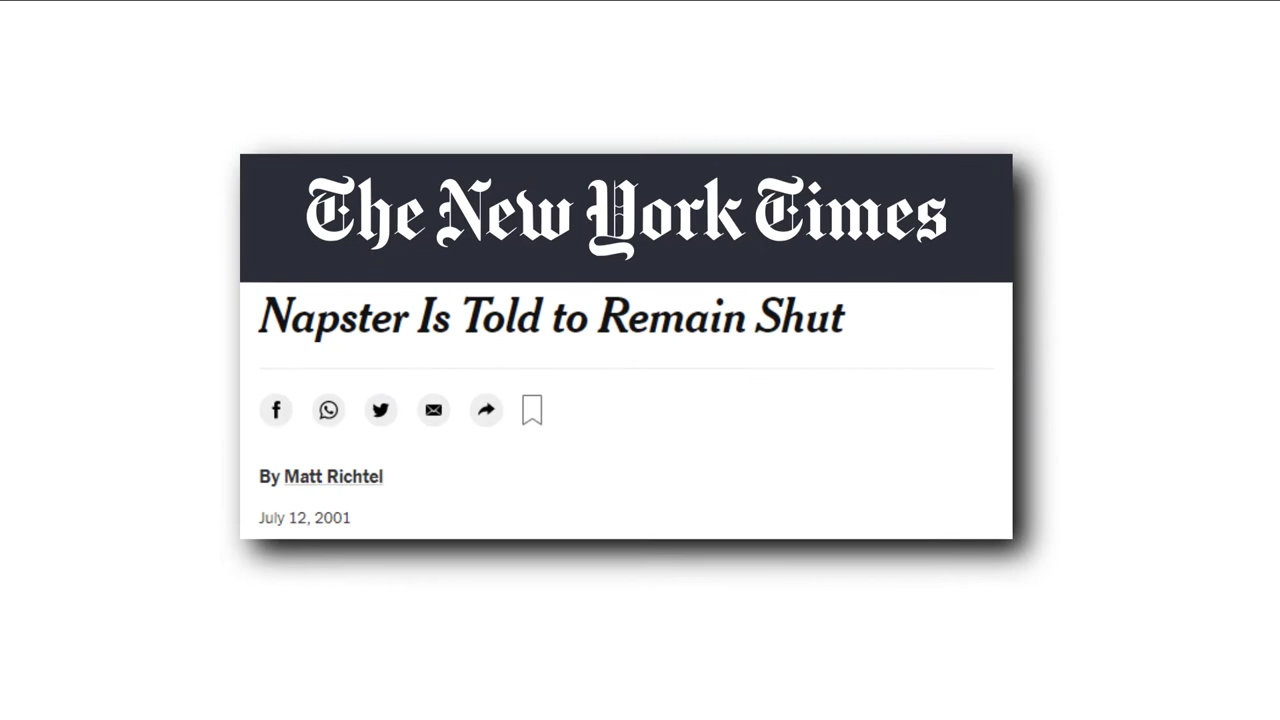 The New York Times
Napster Is Told to Remain Shut
By Matt Richtel
July 12, 2001